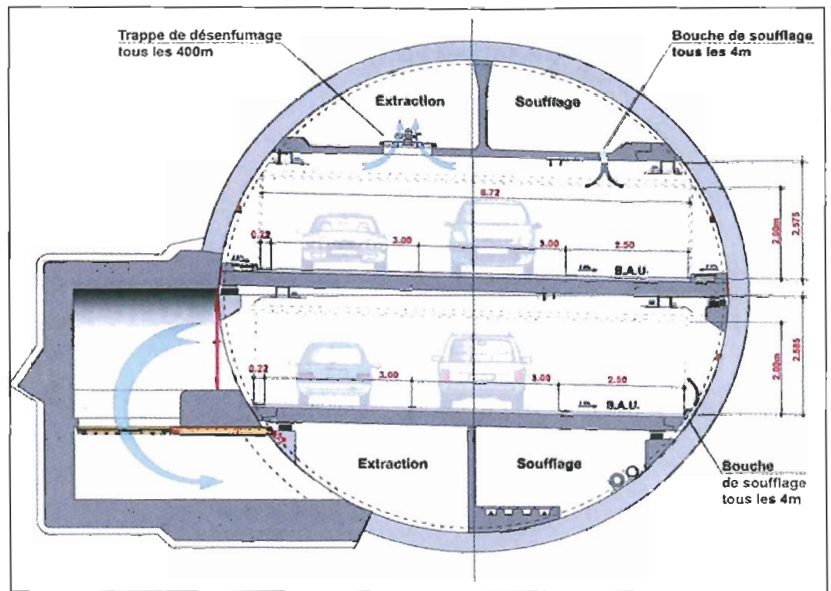 Trappe de désenfumage
tous les 400m
Bouche de soufflage
tous les 4m
Extraction
Soufflage
8.72
0.22
3.00
3.00
2.50
B.A.U.
2.00m
2.575
0.22
3.00
3.00
2.50
B.A.U.
2.00m
2.585
Extraction
Soufflage
Bouche
de soufflage
tous les 4m